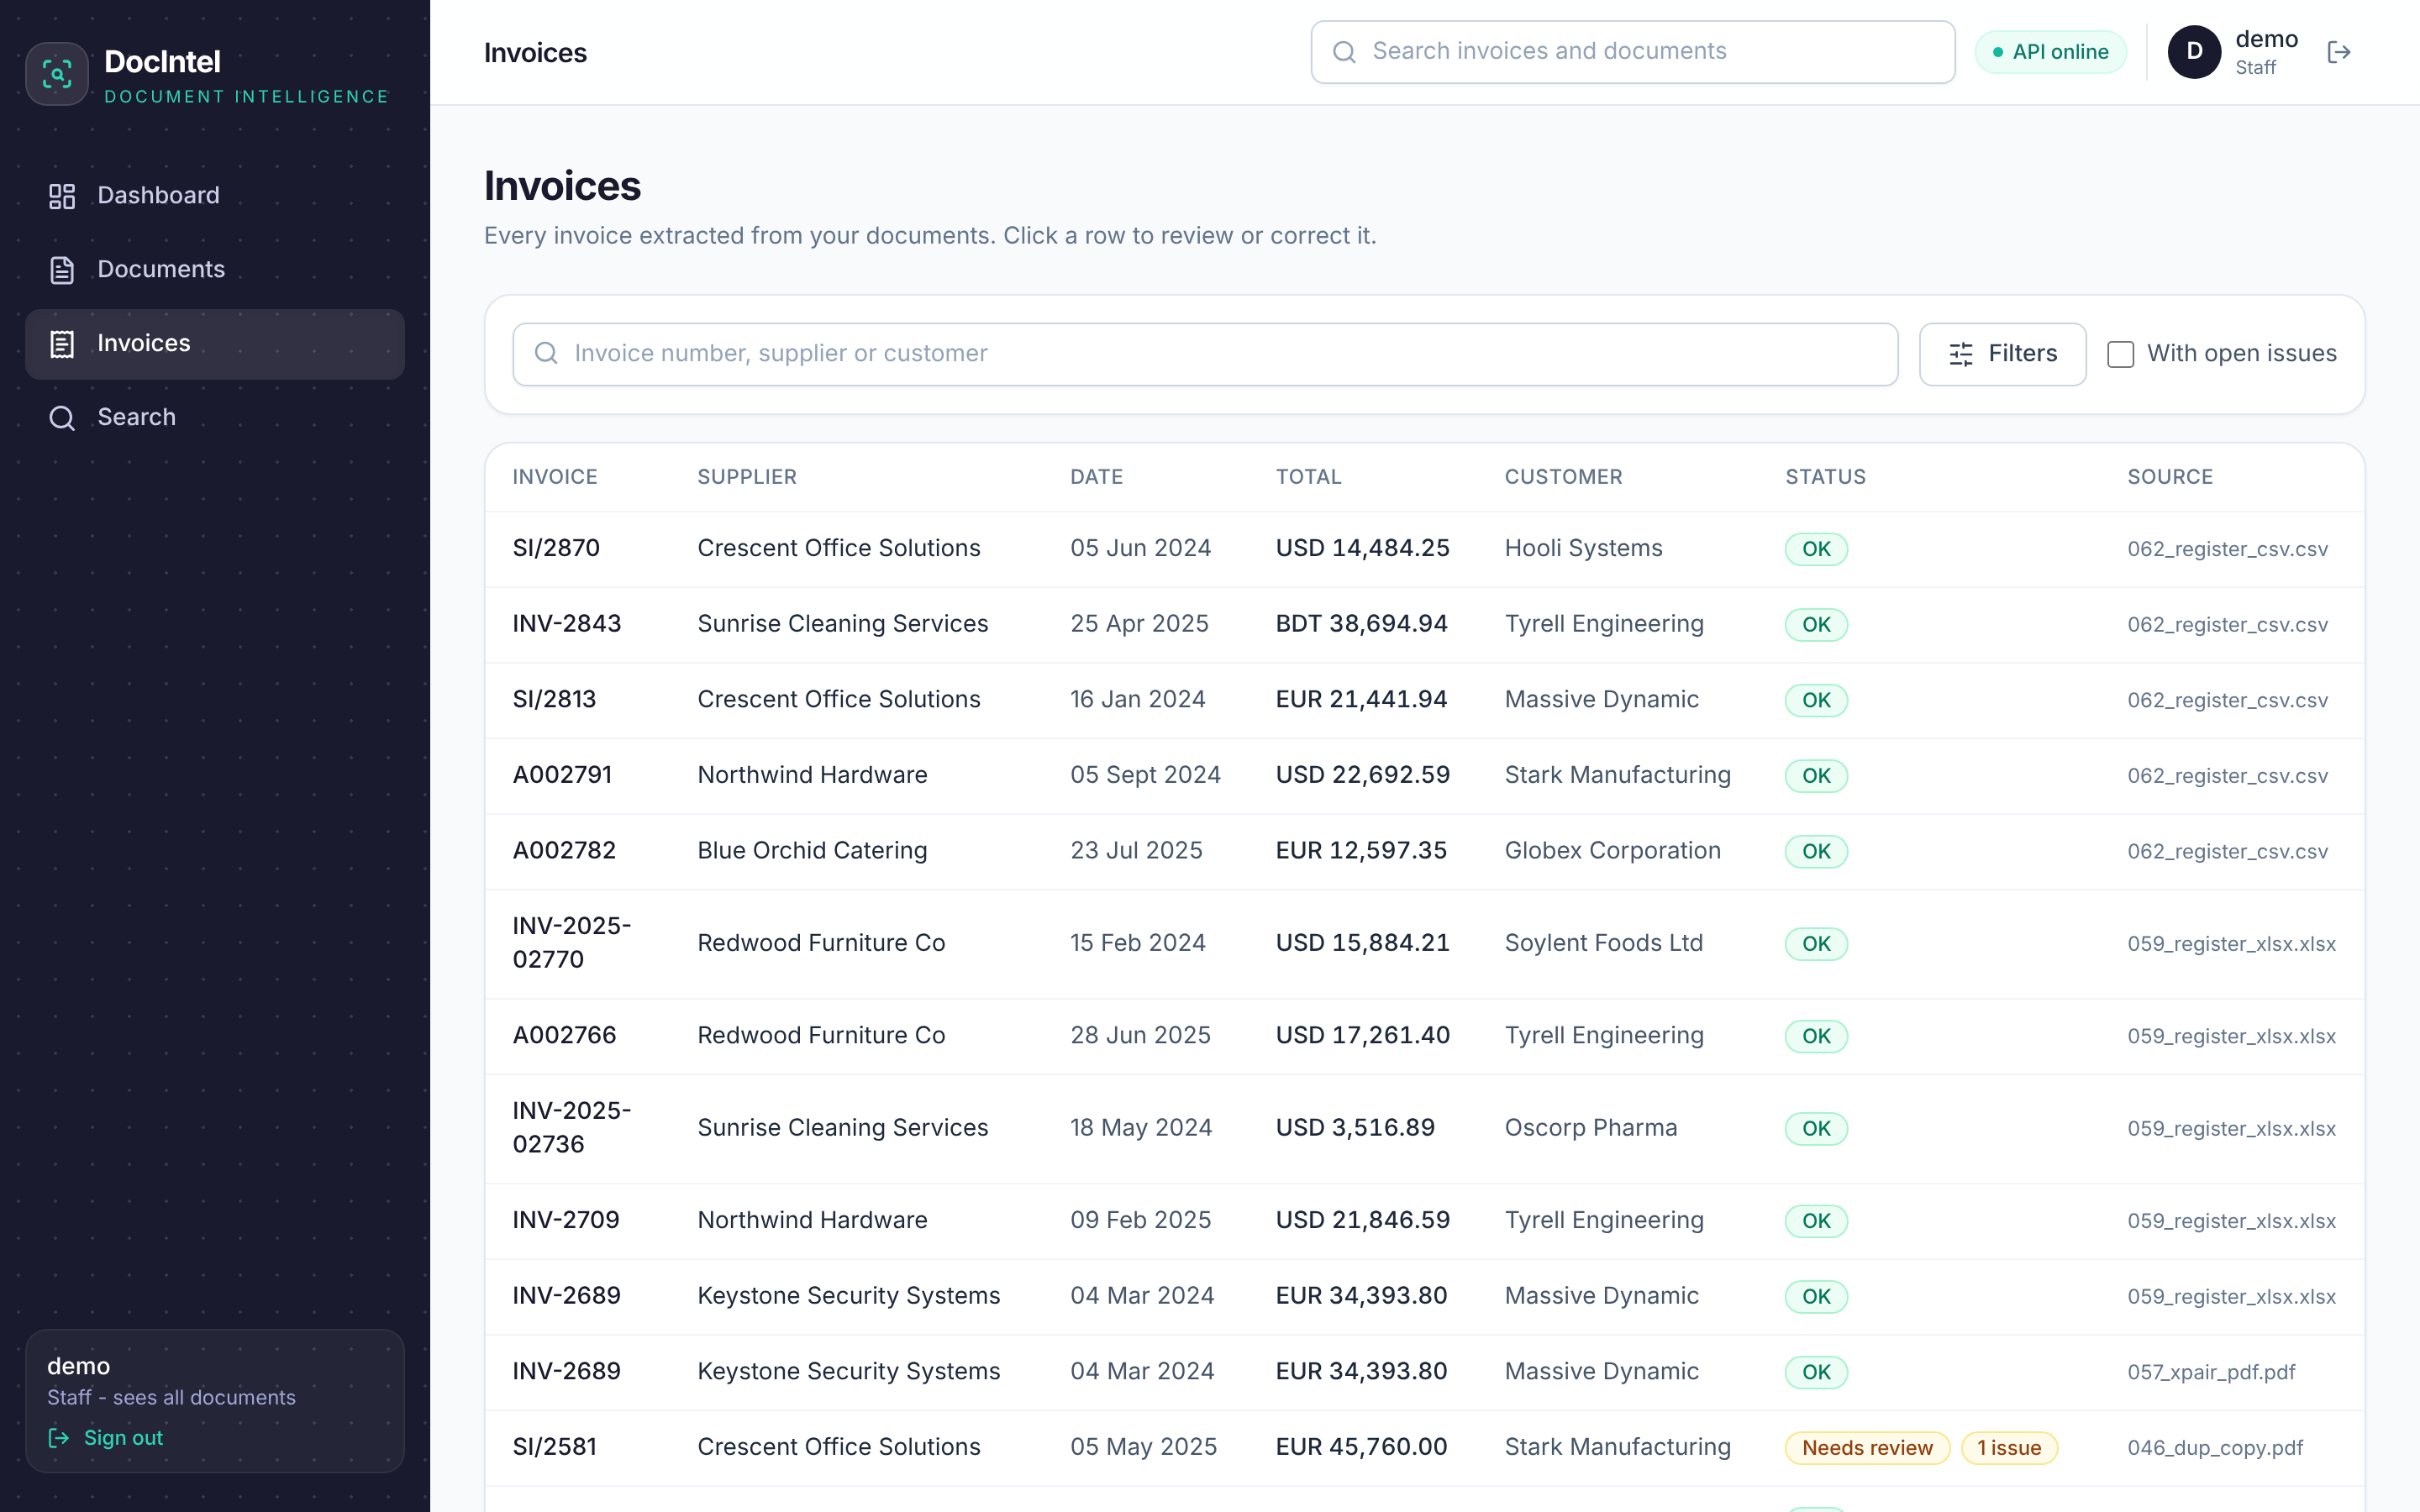 DocIntel
DOCUMENT INTELLIGENCE
Dashboard
Documents
Invoices
Search
demo
Staff - sees all documents
Sign out
Invoices
Search invoices and documents
API online
D
demo
Staff
Invoices
Every invoice extracted from your documents. Click a row to review or correct it.
Invoice number, supplier or customer
Filters
With open issues
INVOICE SUPPLIER DATE TOTAL CUSTOMER STATUS SOURCE
SI/2870 Crescent Office Solutions 05 Jun 2024 USD 14,484.25 Hooli Systems OK 062_register_csv.csv
INV-2843 Sunrise Cleaning Services 25 Apr 2025 BDT 38,694.94 Tyrell Engineering OK 062_register_csv.csv
SI/2813 Crescent Office Solutions 16 Jan 2024 EUR 21,441.94 Massive Dynamic OK 062_register_csv.csv
A002791 Northwind Hardware 05 Sept 2024 USD 22,692.59 Stark Manufacturing OK 062_register_csv.csv
A002782 Blue Orchid Catering 23 Jul 2025 EUR 12,597.35 Globex Corporation OK 062_register_csv.csv
INV-2025-
02770 Redwood Furniture Co 15 Feb 2024 USD 15,884.21 Soylent Foods Ltd OK 059_register_xlsx.xlsx
A002766 Redwood Furniture Co 28 Jun 2025 USD 17,261.40 Tyrell Engineering OK 059_register_xlsx.xlsx
INV-2025-
02736 Sunrise Cleaning Services 18 May 2024 USD 3,516.89 Oscorp Pharma OK 059_register_xlsx.xlsx
INV-2709 Northwind Hardware 09 Feb 2025 USD 21,846.59 Tyrell Engineering OK 059_register_xlsx.xlsx
INV-2689 Keystone Security Systems 04 Mar 2024 EUR 34,393.80 Massive Dynamic OK 059_register_xlsx.xlsx
INV-2689 Keystone Security Systems 04 Mar 2024 EUR 34,393.80 Massive Dynamic OK 057_xpair_pdf.pdf
SI/2581 Crescent Office Solutions 05 May 2025 EUR 45,760.00 Stark Manufacturing Needs review 1 issue 046_dup_copy.pdf